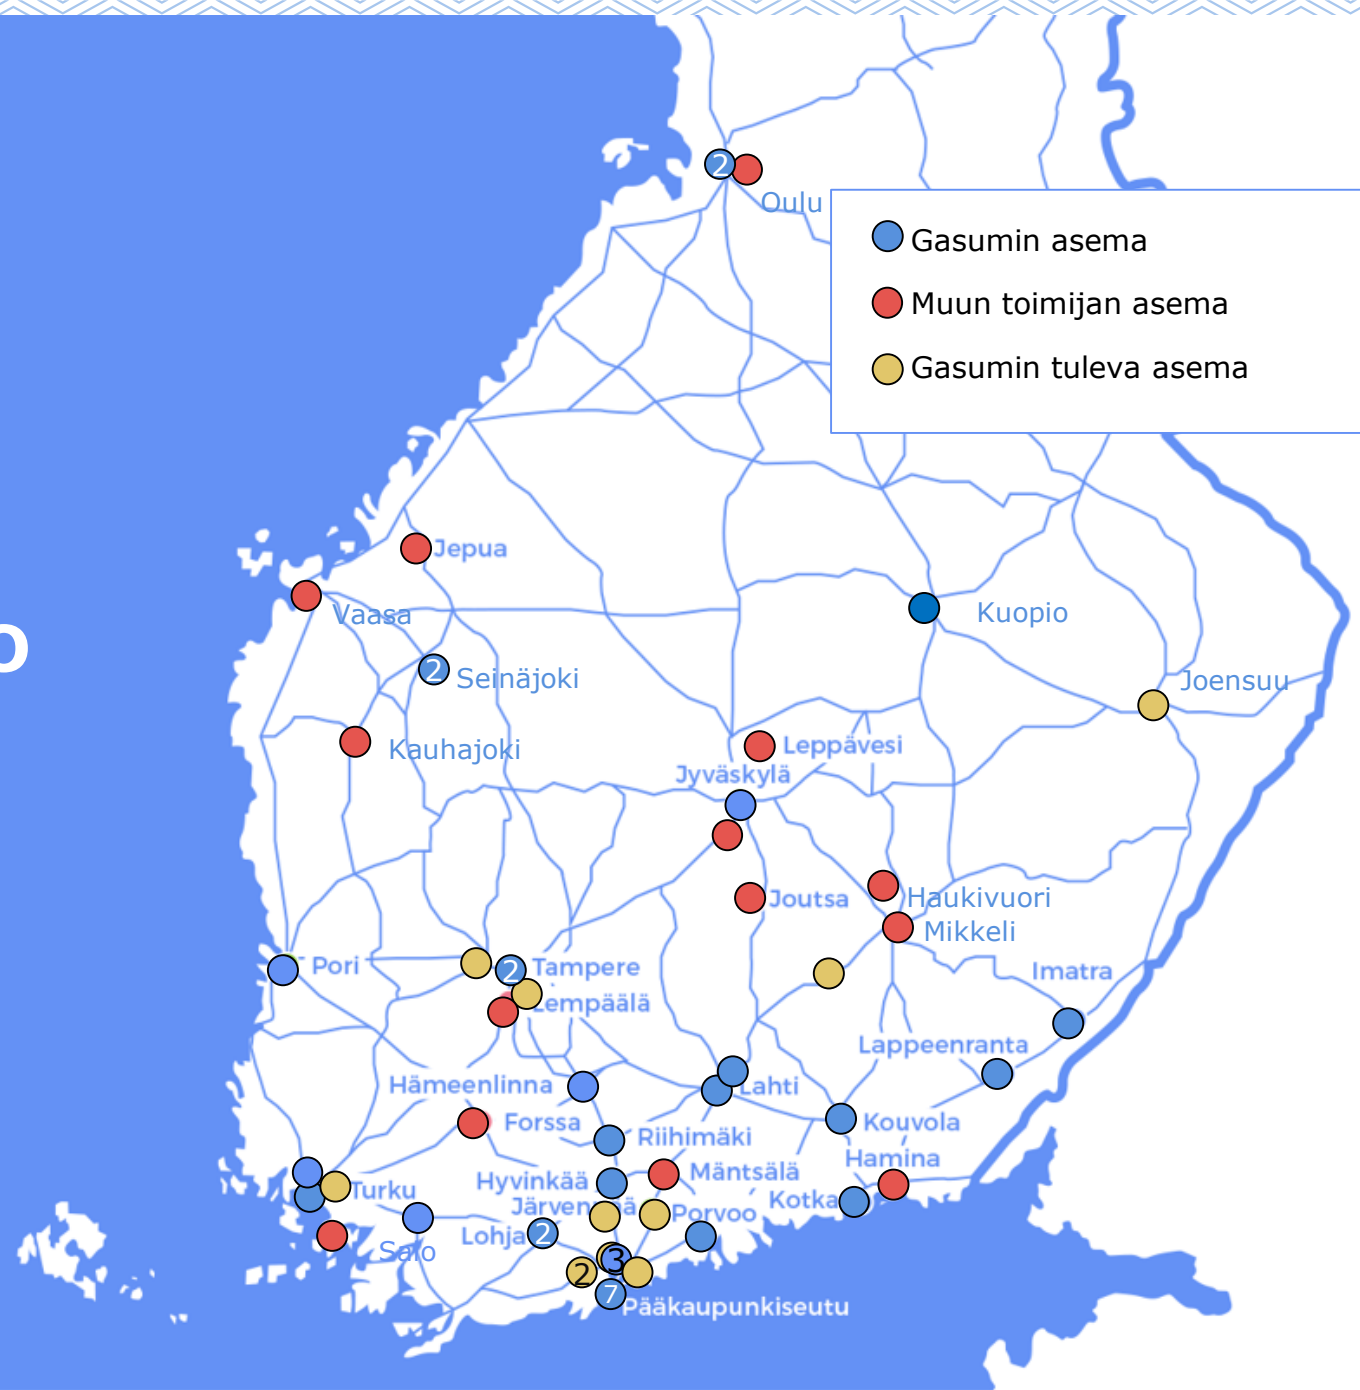 2
Oulu
Gasumin asema
Muun toimijan asema
Gasumin tuleva asema
Jepua
Vaasa
Kuopio
o
2
Seinäjoki
Joensuu
Kauhajoki
Leppävesi
Jyväskylä
Joutsa
Haukivuori
Mikkeli
Pori
2
Tampere
Imatra
Lempäälä
Lappeenranta
Hämeenlinna
Lahti
Forssa
Kouvola
Riihimäki
Hamina
Mäntsälä
Hyvinkää
Turku
Kotka
Porvoo
Lohja
2
Salo
3
2
7
Pääkaupunkiseutu